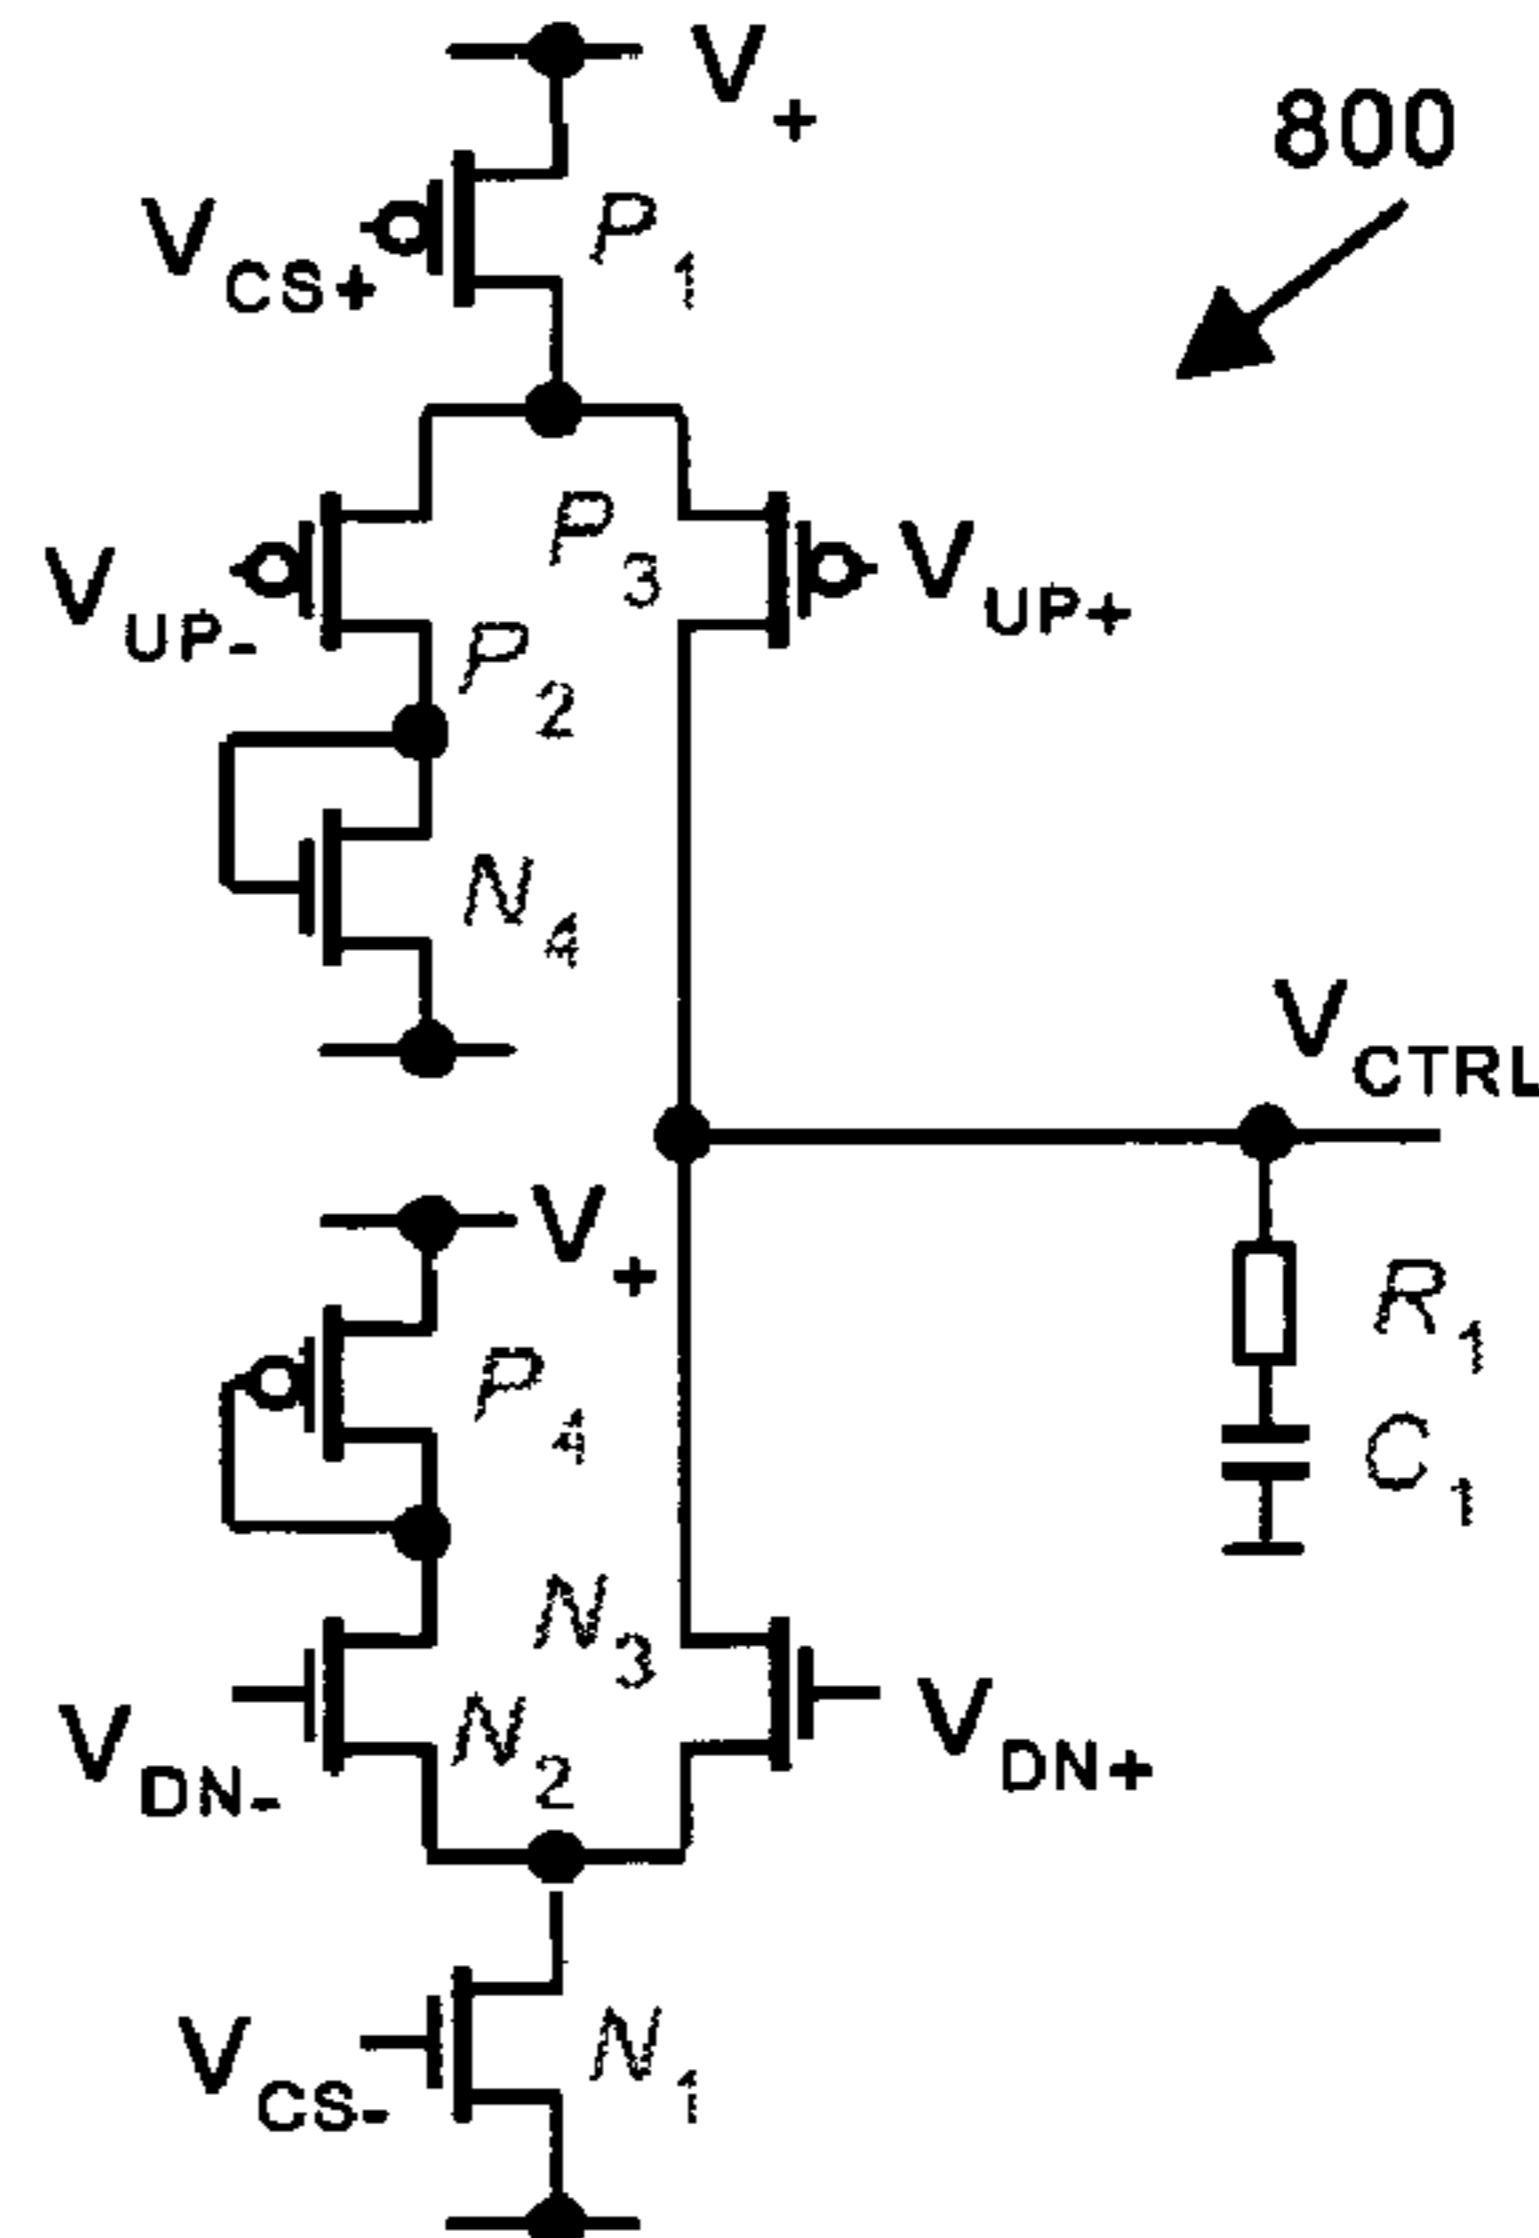 V+
800
VCS+
P1
P3
VUP-
VUP+
P2
N4
VCTRL
V+
P4
R1
C1
N3
VDN-
N2
VDN+
VCS-
N1